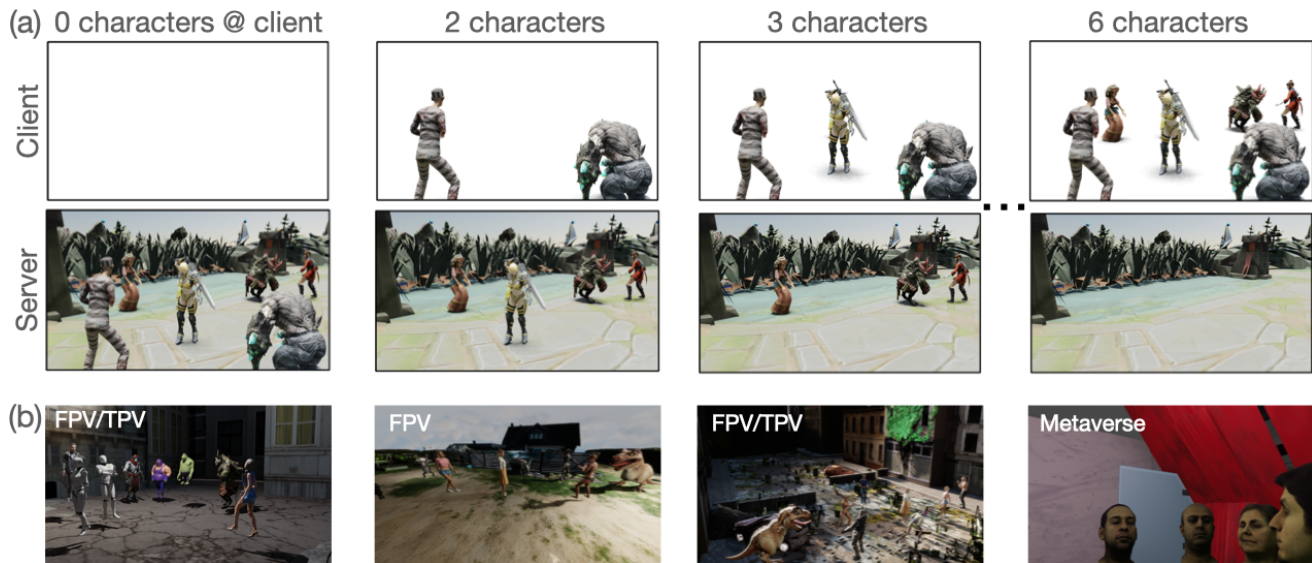 (a) 0 characters @ client 2 characters 3 characters 6 characters
Client
...
Server
(b) FPV/TPV FPV FPV/TPV Metaverse